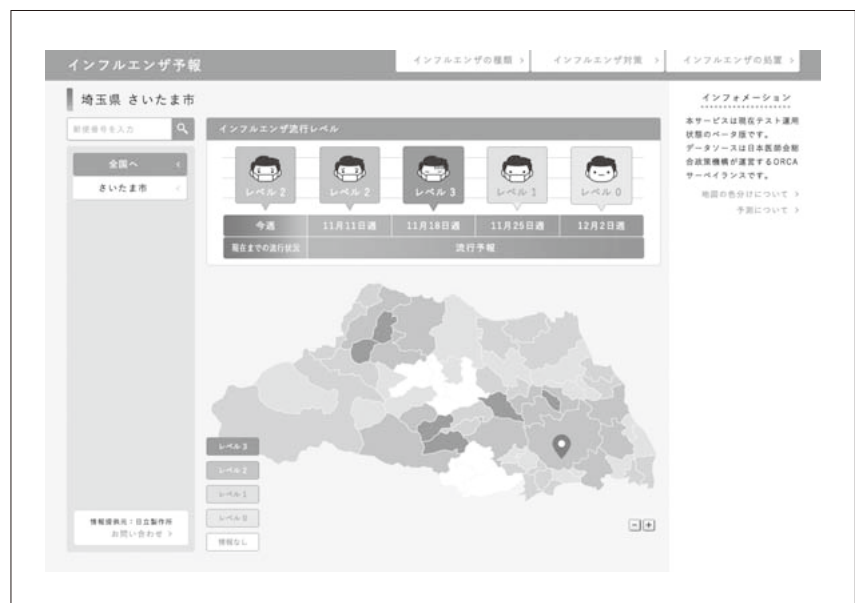 インフルエンザ予報
インフルエンザの種類 >
インフルエンザ対策 >
インフルエンザの処置 >
埼玉県 さいたま市
郵便番号を入力
全国へ <
さいたま市 <
インフルエンザ流行レベル
レベル 2
レベル 2
レベル 3
レベル 1
レベル 0
今週
11月11日週
11月18日週
11月25日週
12月2日週
現在までの流行状況
流行予報
インフォメーション
本サービスは現在テスト運用
状態のベータ版です。
データソースは日本医師会総
合政策機構が運営するORCA
サーベイランスです。
地図の色分けについて >
予測について >
レベル 3
レベル 2
レベル 1
レベル 0
情報なし
情報提供元:日立製作所
お問い合わせ >
− +